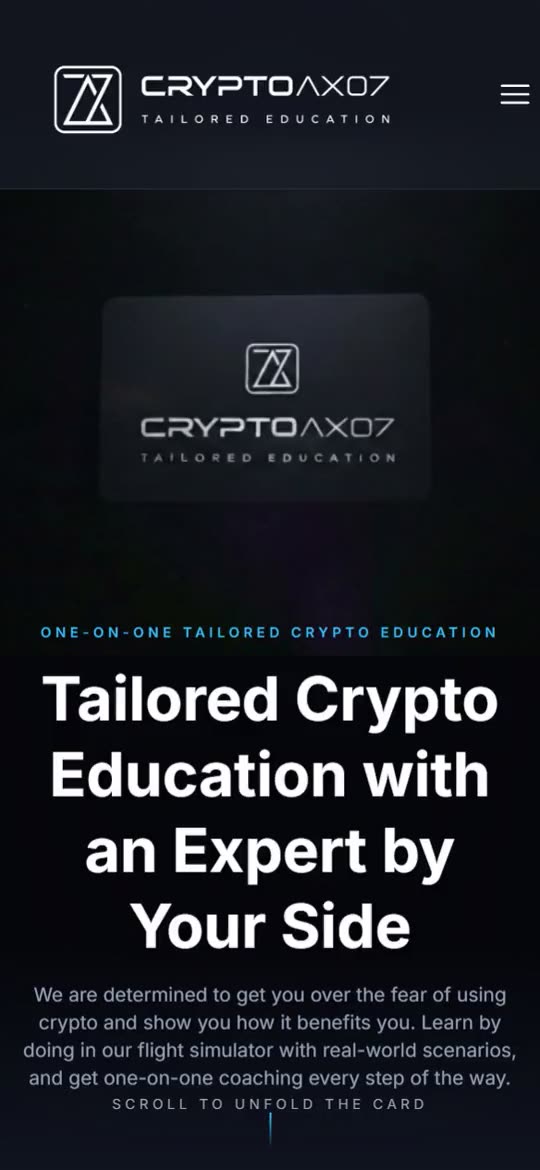 CRYPTOAX07
TAILORED EDUCATION
CRYPTOAX07
TAILORED EDUCATION
ONE-ON-ONE TAILORED CRYPTO EDUCATION
Tailored Crypto
Education with
an Expert by
Your Side
We are determined to get you over the fear of using
crypto and show you how it benefits you. Learn by
doing in our flight simulator with real-world scenarios,
and get one-on-one coaching every step of the way.
SCROLL TO UNFOLD THE CARD